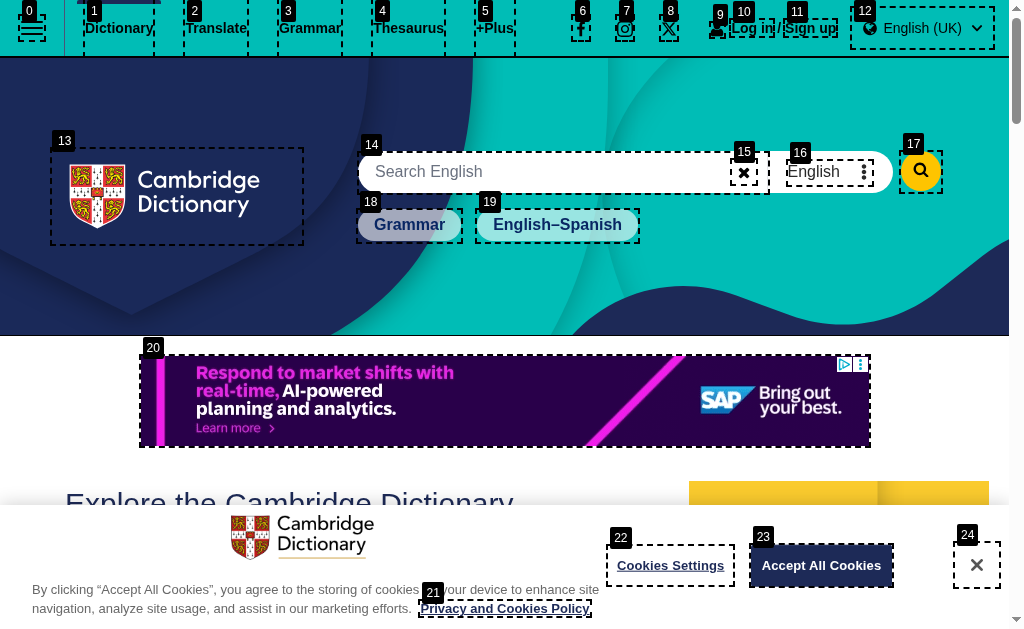 0 1 2 3 4 5 6 7 8 9 10 11 12
Dictionary Translate Grammar Thesaurus +Plus Log in / Sign up English (UK)
13 14 15 16 17
Cambridge
Dictionary
Search English English
18 19
Grammar English–Spanish
20
Respond to market shifts with
real-time, AI-powered
planning and analytics.
Learn more
SAP Bring out
your best.
Explore the Cambridge Dictionary
Cambridge
Dictionary
22 23 24
Cookies Settings Accept All Cookies
By clicking “Accept All Cookies”, you agree to the storing of cookies your device to enhance site
21
navigation, analyze site usage, and assist in our marketing efforts. Privacy and Cookies Policy